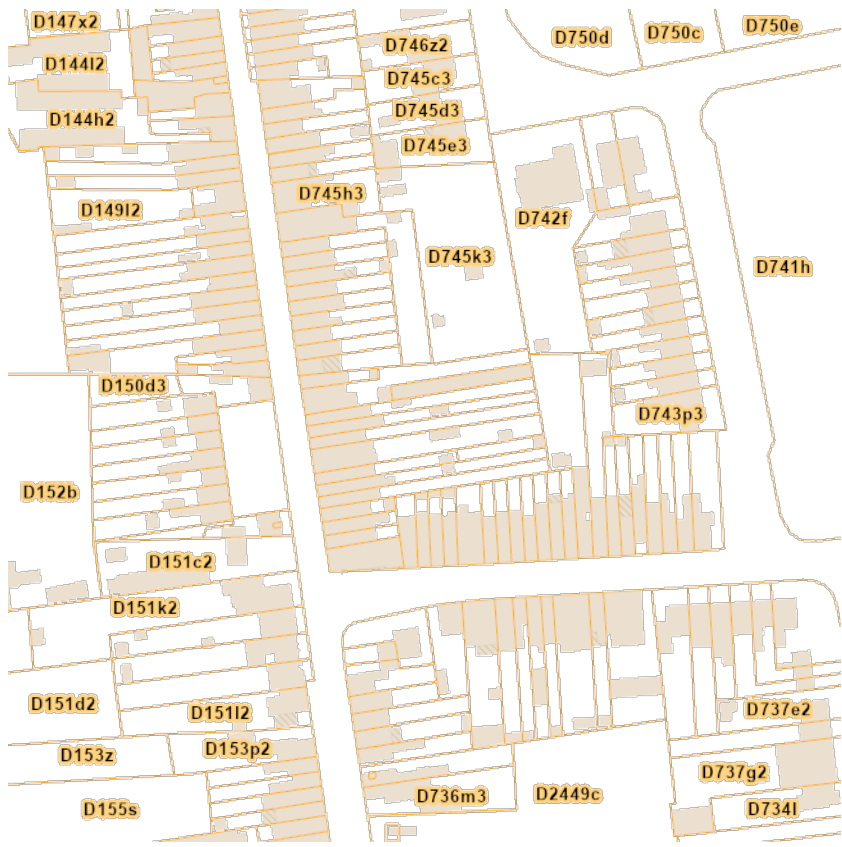 D147x2
D746z2
D750d
D750c
D750e
D144l2
D745c3
D745d3
D144h2
D745e3
D745h3
D149l2
D742f
D745k3
D741h
D150d3
D743p3
D152b
D151c2
D151k2
D151d2
D151l2
D737e2
D153z
D153p2
D737g2
D155s
D736m3
D2449c
D734l